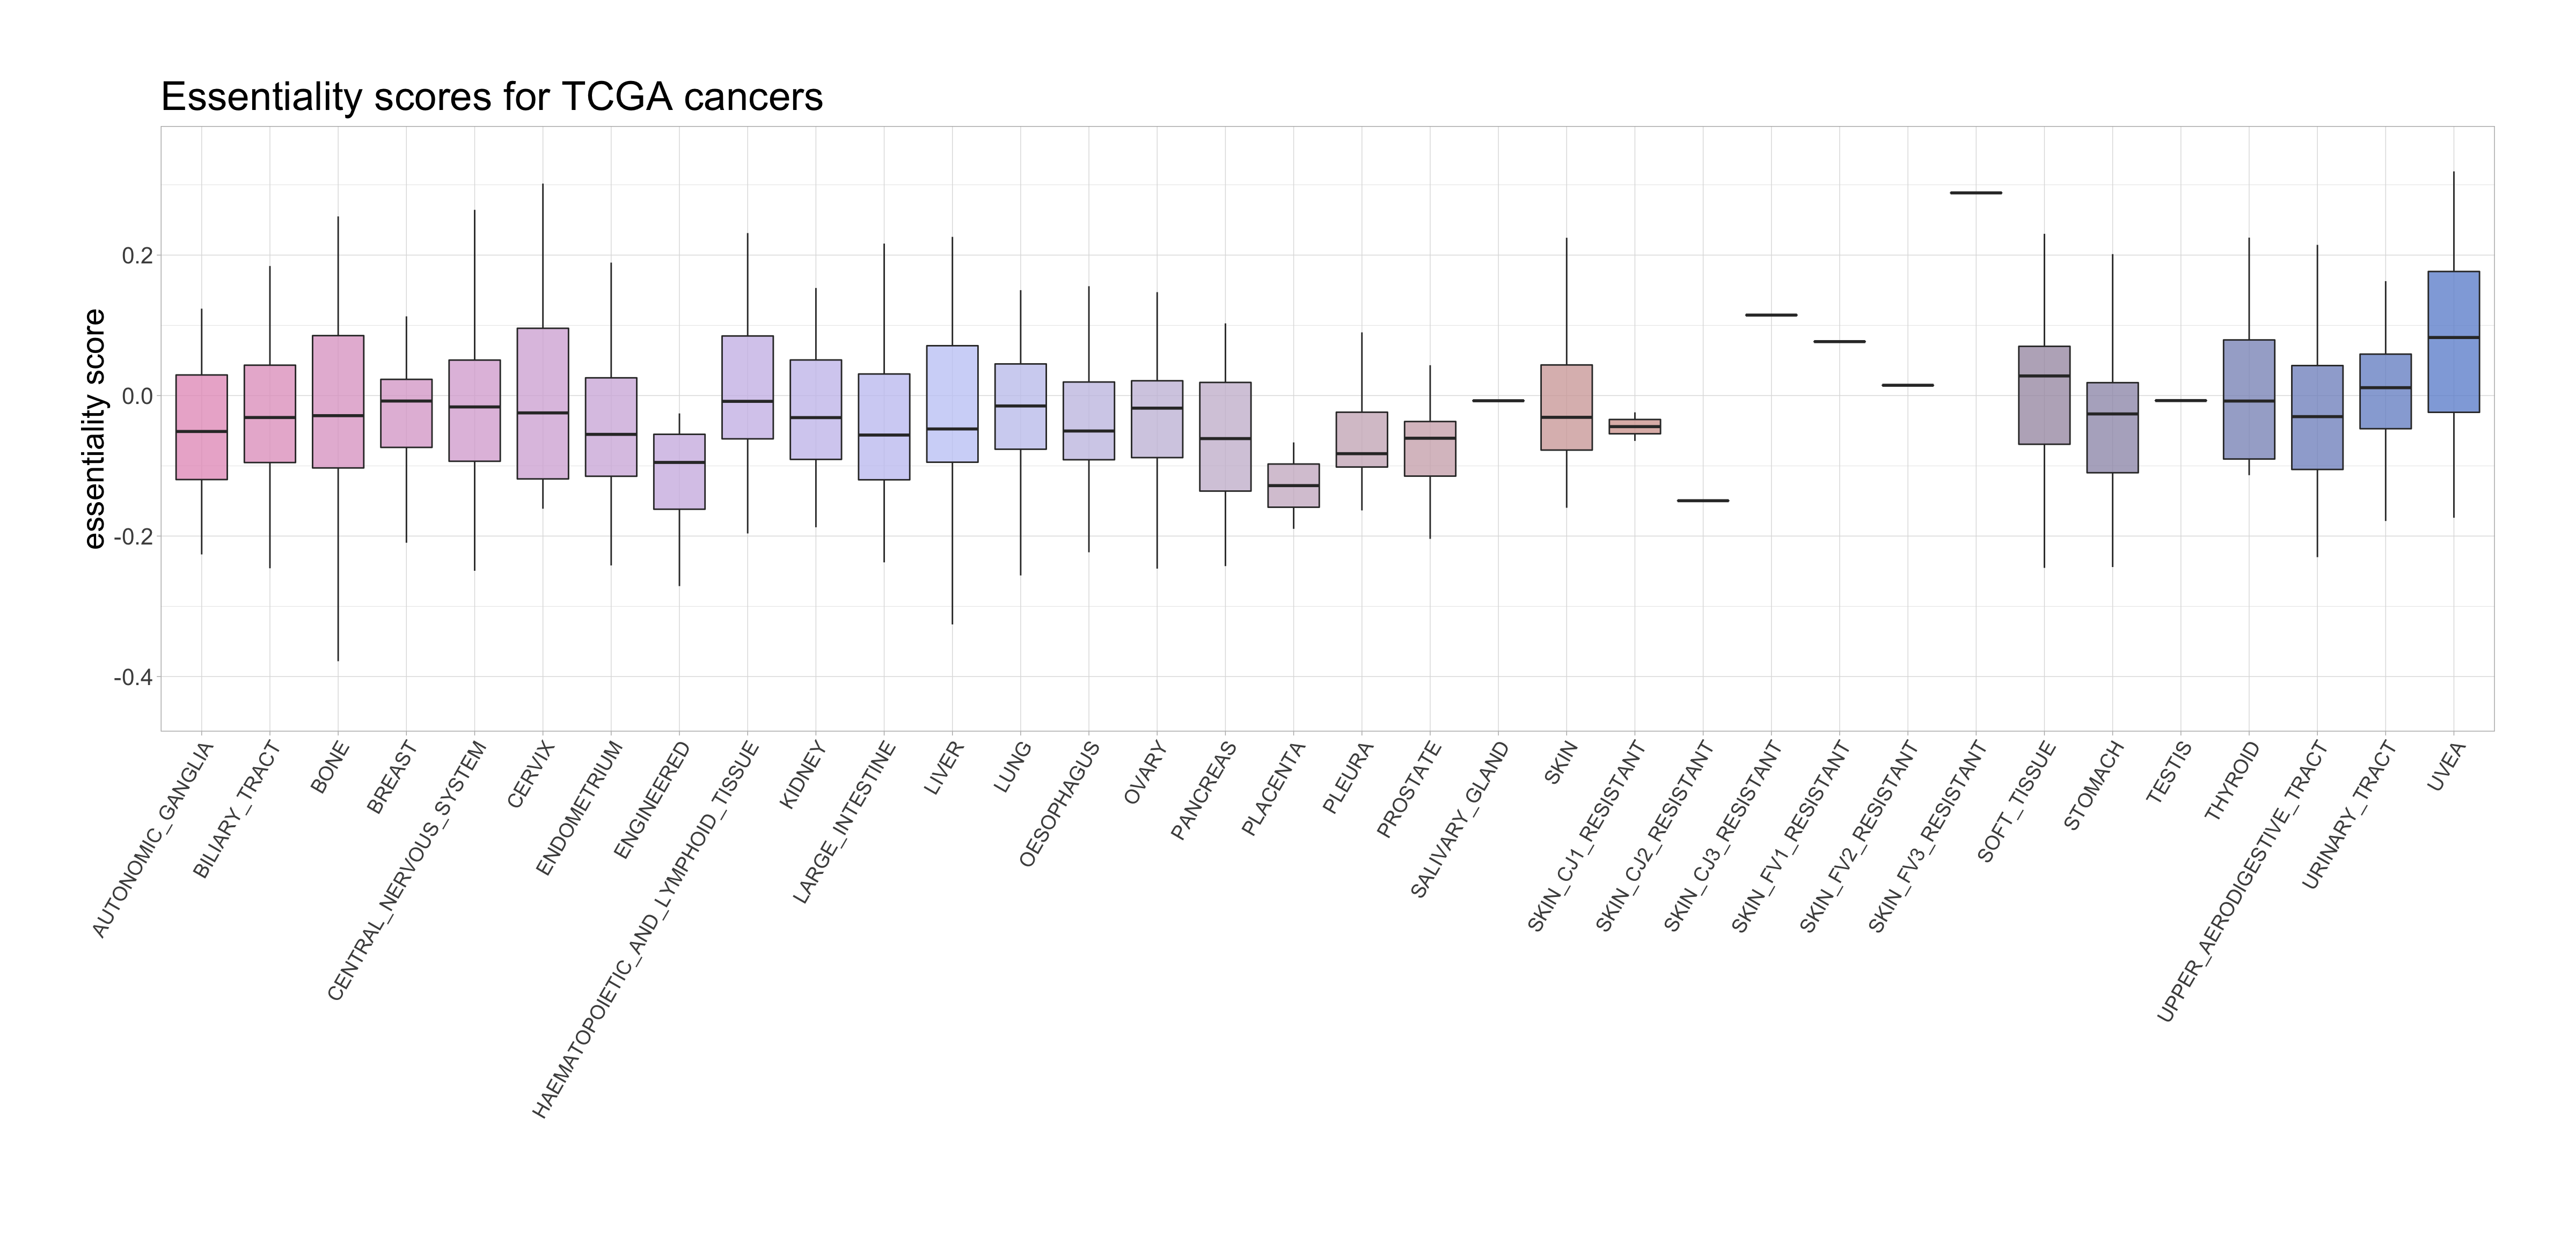 Essentiality scores for TCGA cancers
essentiality score
0.2
0.0
-0.2
-0.4
AUTONOMIC_GANGLIA
BILIARY_TRACT
BONE
BREAST
CENTRAL_NERVOUS_SYSTEM
CERVIX
ENDOMETRIUM
ENGINEERED
HAEMATOPOIETIC_AND_LYMPHOID_TISSUE
KIDNEY
LARGE_INTESTINE
LIVER
LUNG
OESOPHAGUS
OVARY
PANCREAS
PLACENTA
PLEURA
PROSTATE
SALIVARY_GLAND
SKIN
SKIN_CJ1_RESISTANT
SKIN_CJ2_RESISTANT
SKIN_CJ3_RESISTANT
SKIN_FV1_RESISTANT
SKIN_FV2_RESISTANT
SKIN_FV3_RESISTANT
SOFT_TISSUE
STOMACH
TESTIS
THYROID
UPPER_AERODIGESTIVE_TRACT
URINARY_TRACT
UVEA